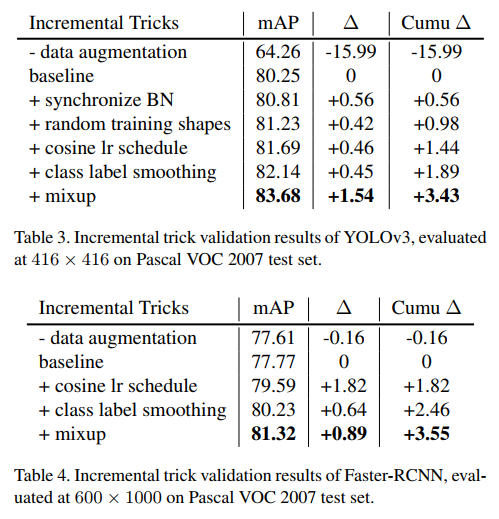 Incremental Tricks mAP Δ Cumu Δ
- data augmentation 64.26 -15.99 -15.99
baseline 80.25 0 0
+ synchronize BN 80.81 +0.56 +0.56
+ random training shapes 81.23 +0.42 +0.98
+ cosine lr schedule 81.69 +0.46 +1.44
+ class label smoothing 82.14 +0.45 +1.89
+ mixup 83.68 +1.54 +3.43
Table 3. Incremental trick validation results of YOLOv3, evaluated
at 416 × 416 on Pascal VOC 2007 test set.
Incremental Tricks mAP Δ Cumu Δ
- data augmentation 77.61 -0.16 -0.16
baseline 77.77 0 0
+ cosine lr schedule 79.59 +1.82 +1.82
+ class label smoothing 80.23 +0.64 +2.46
+ mixup 81.32 +0.89 +3.55
Table 4. Incremental trick validation results of Faster-RCNN, eval-
uated at 600 × 1000 on Pascal VOC 2007 test set.